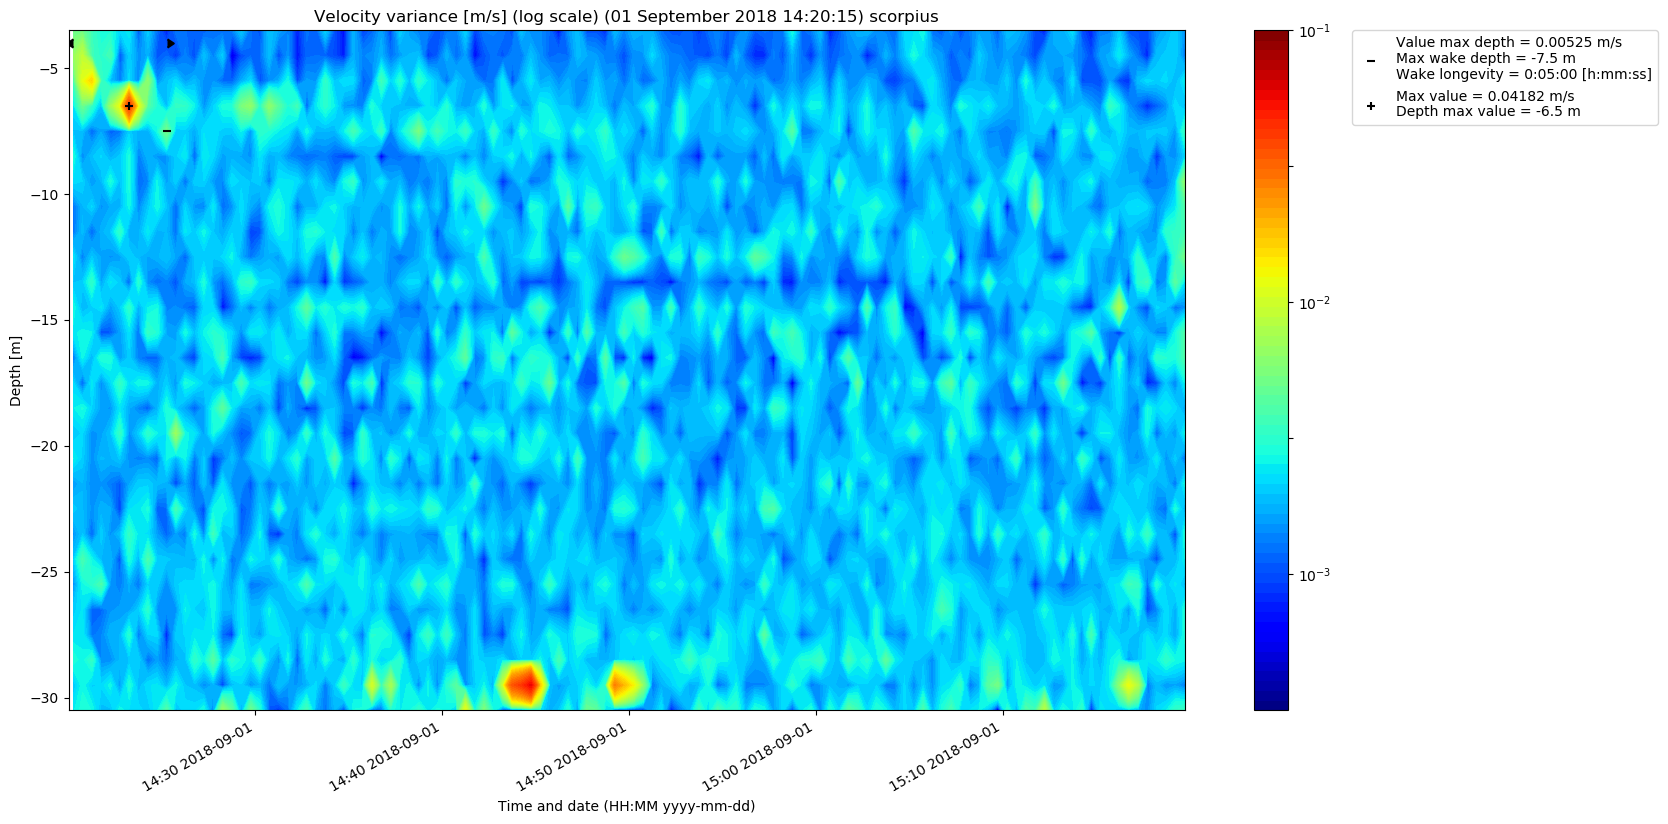 Velocity variance [m/s] (log scale) (01 September 2018 14:20:15) scorpius
Depth [m]
−5
−10
−15
−20
−25
−30
14:30 2018-09-01
14:40 2018-09-01
14:50 2018-09-01
15:00 2018-09-01
15:10 2018-09-01
Time and date (HH:MM yyyy-mm-dd)
10⁻¹
10⁻²
10⁻³
Value max depth = 0.00525 m/s
Max wake depth = -7.5 m
Wake longevity = 0:05:00 [h:mm:ss]
Max value = 0.04182 m/s
Depth max value = -6.5 m